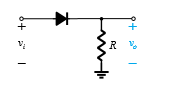 + +
vi R vo
− −